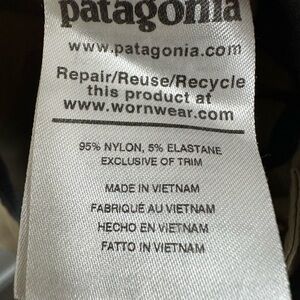 patagonia
www.patagonia.com
Repair/Reuse/Recycle
this product at
www.wornwear.com
95% NYLON, 5% ELASTANE
EXCLUSIVE OF TRIM
MADE IN VIETNAM
FABRIQUÉ AU VIETNAM
HECHO EN VIETNAM
FATTO IN VIETNAM